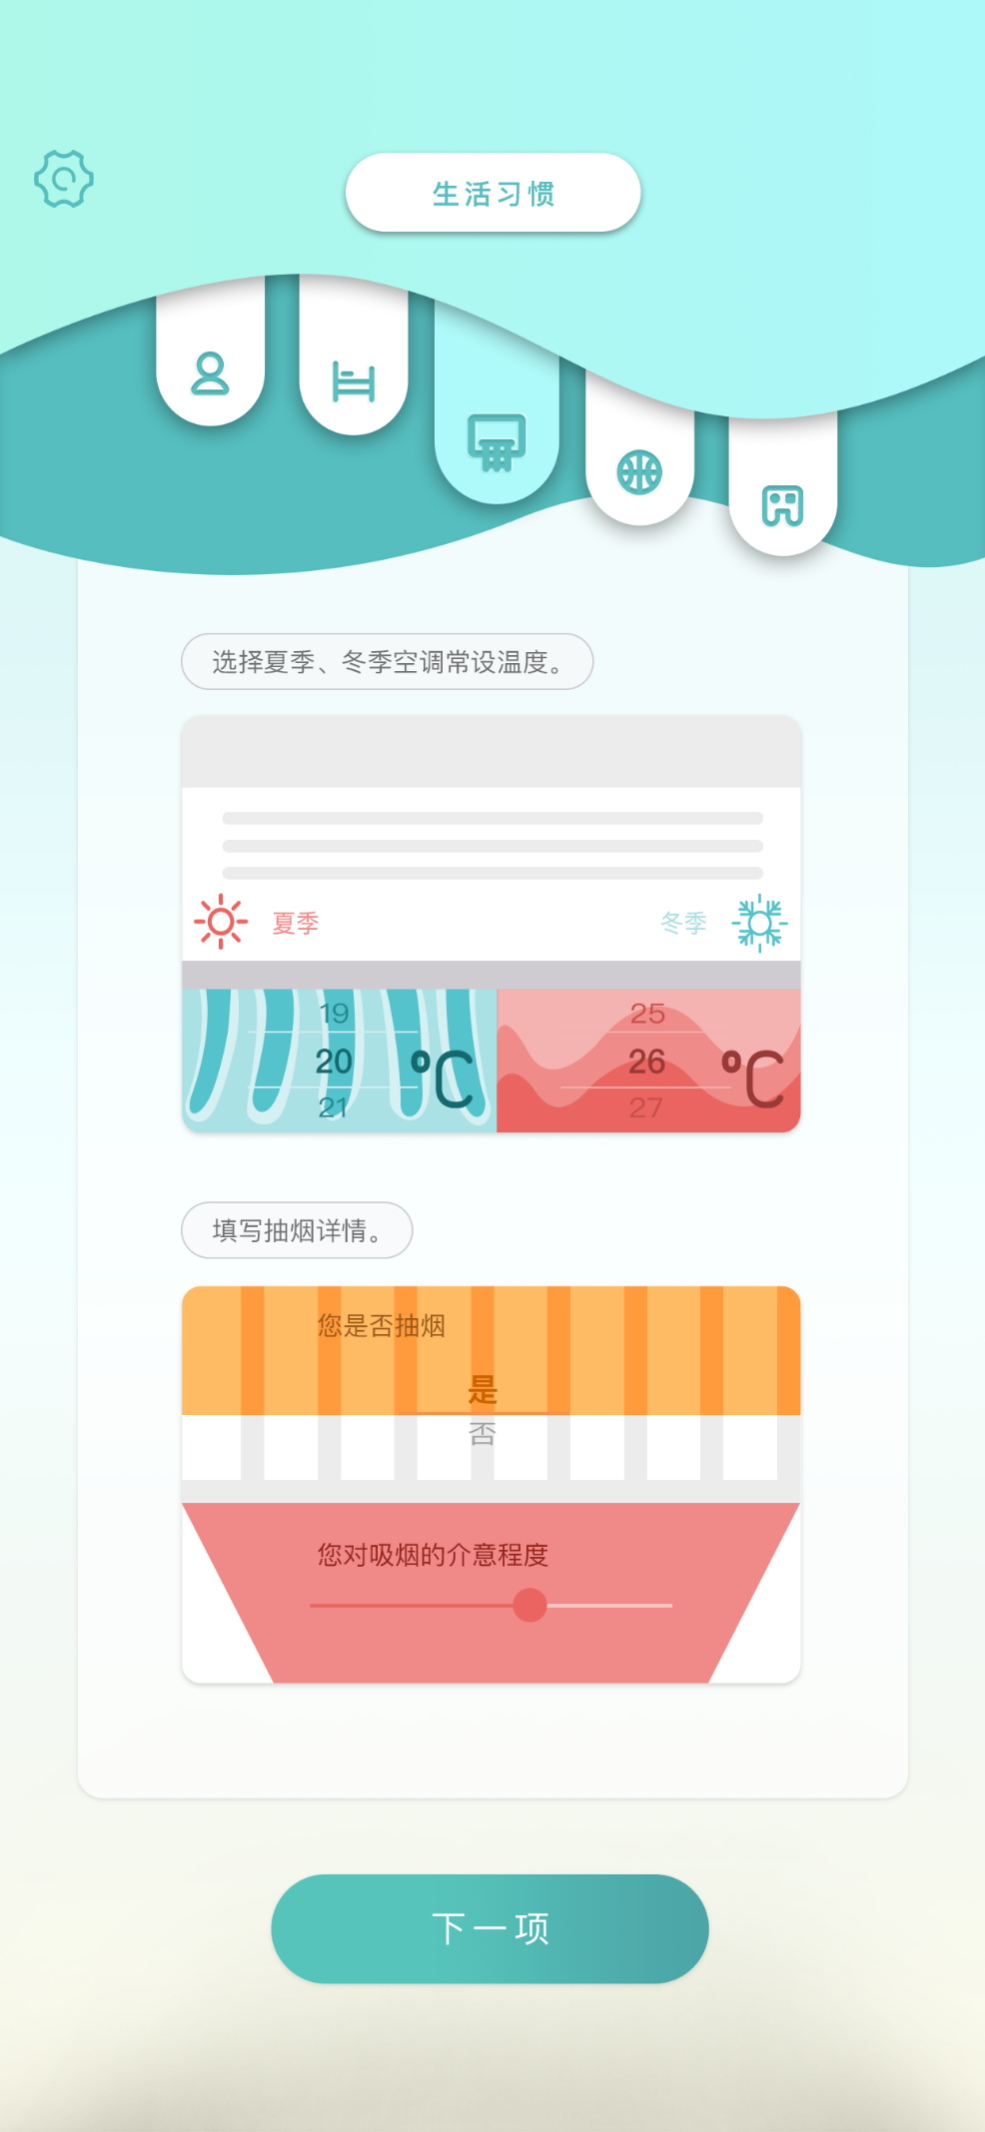 生活习惯
选择夏季、冬季空调常设温度。
夏季
冬季
19
20
21
℃
25
26
27
℃
填写抽烟详情。
您是否抽烟
是
否
您对吸烟的介意程度
下一项